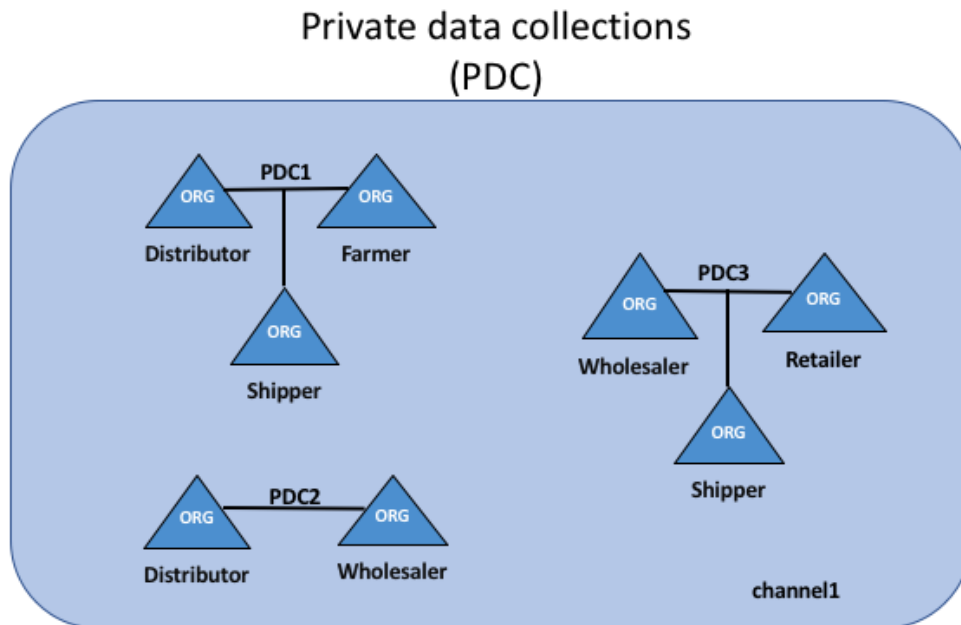 Private data collections
(PDC)
PDC1
ORG
ORG
Distributor
Farmer
ORG
Shipper
PDC3
ORG
ORG
Wholesaler
Retailer
ORG
Shipper
PDC2
ORG
ORG
Distributor
Wholesaler
channel1